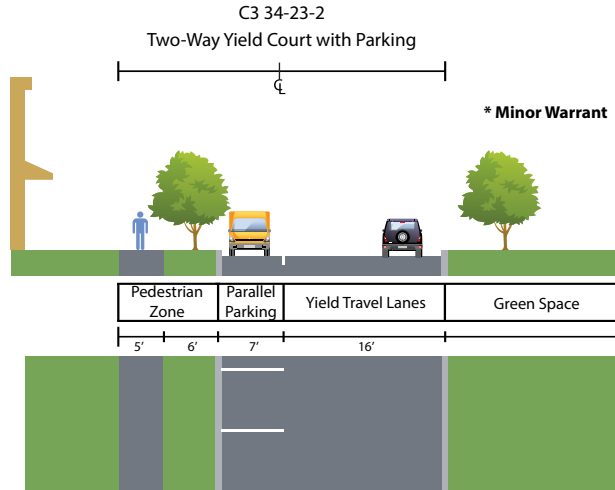 C3 34-23-2
Two-Way Yield Court with Parking
℄
* Minor Warrant
Pedestrian
Zone
Parallel
Parking
Yield Travel Lanes
Green Space
5′
6′
7′
16′